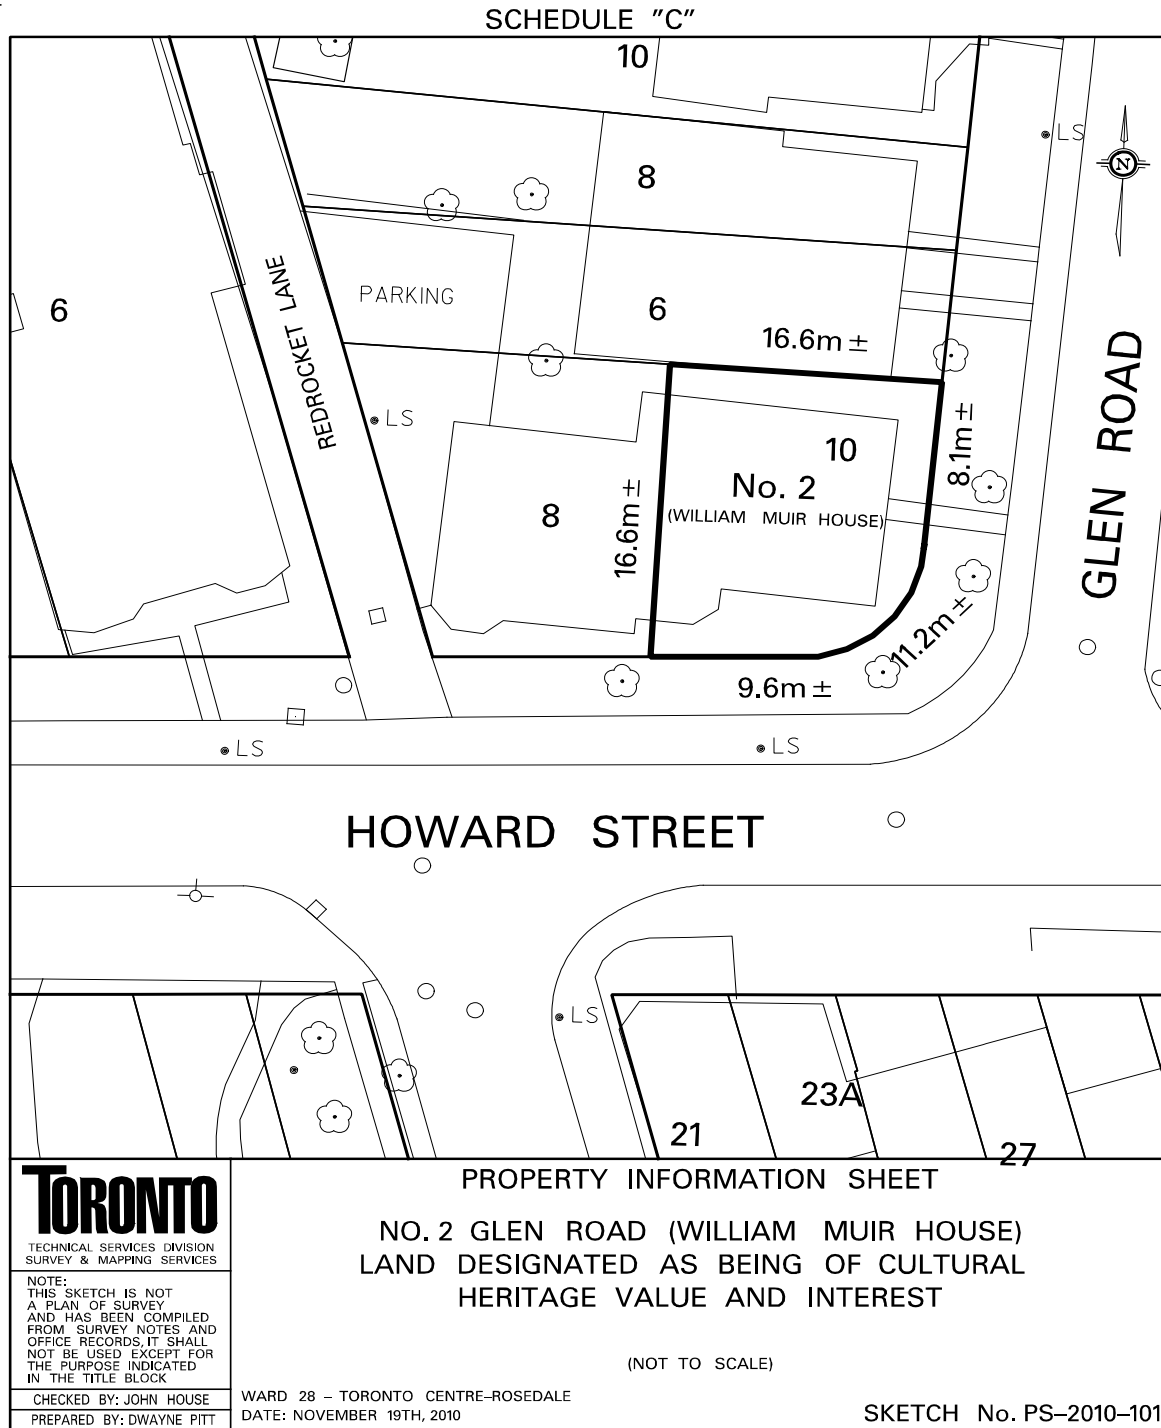 SCHEDULE "C"
10
LS
N
8
6
REDROCKET LANE
PARKING
6
16.6m ±
GLEN ROAD
LS
10
8.1m ±
No. 2
(WILLIAM MUIR HOUSE)
8
16.6m ±
11.2m ±
9.6m ±
LS
LS
HOWARD STREET
LS
23A
21
27
TORONTO
TECHNICAL SERVICES DIVISION
SURVEY & MAPPING SERVICES
NOTE:
THIS SKETCH IS NOT
A PLAN OF SURVEY
AND HAS BEEN COMPILED
FROM SURVEY NOTES AND
OFFICE RECORDS, IT SHALL
NOT BE USED EXCEPT FOR
THE PURPOSE INDICATED
IN THE TITLE BLOCK
CHECKED BY: JOHN HOUSE
PREPARED BY: DWAYNE PITT
PROPERTY INFORMATION SHEET
NO. 2 GLEN ROAD (WILLIAM MUIR HOUSE)
LAND DESIGNATED AS BEING OF CULTURAL
HERITAGE VALUE AND INTEREST
(NOT TO SCALE)
WARD 28 – TORONTO CENTRE–ROSEDALE
DATE: NOVEMBER 19TH, 2010
SKETCH No. PS–2010–101